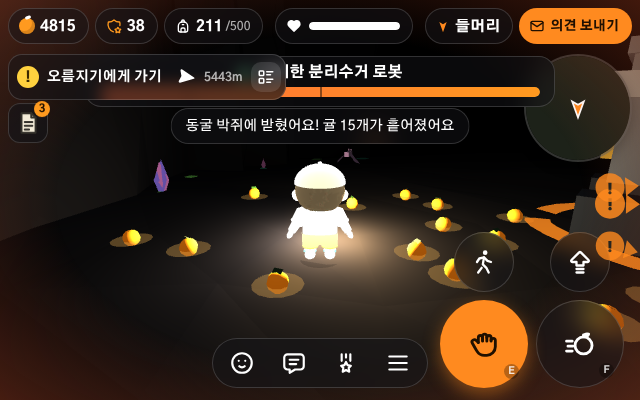 4815
38
211 /500
들머리
의견 보내기
오름지기에게 가기
5443m
한 분리수거 로봇
3
동굴 박쥐에 받혔어요! 귤 15개가 흩어졌어요
E
F